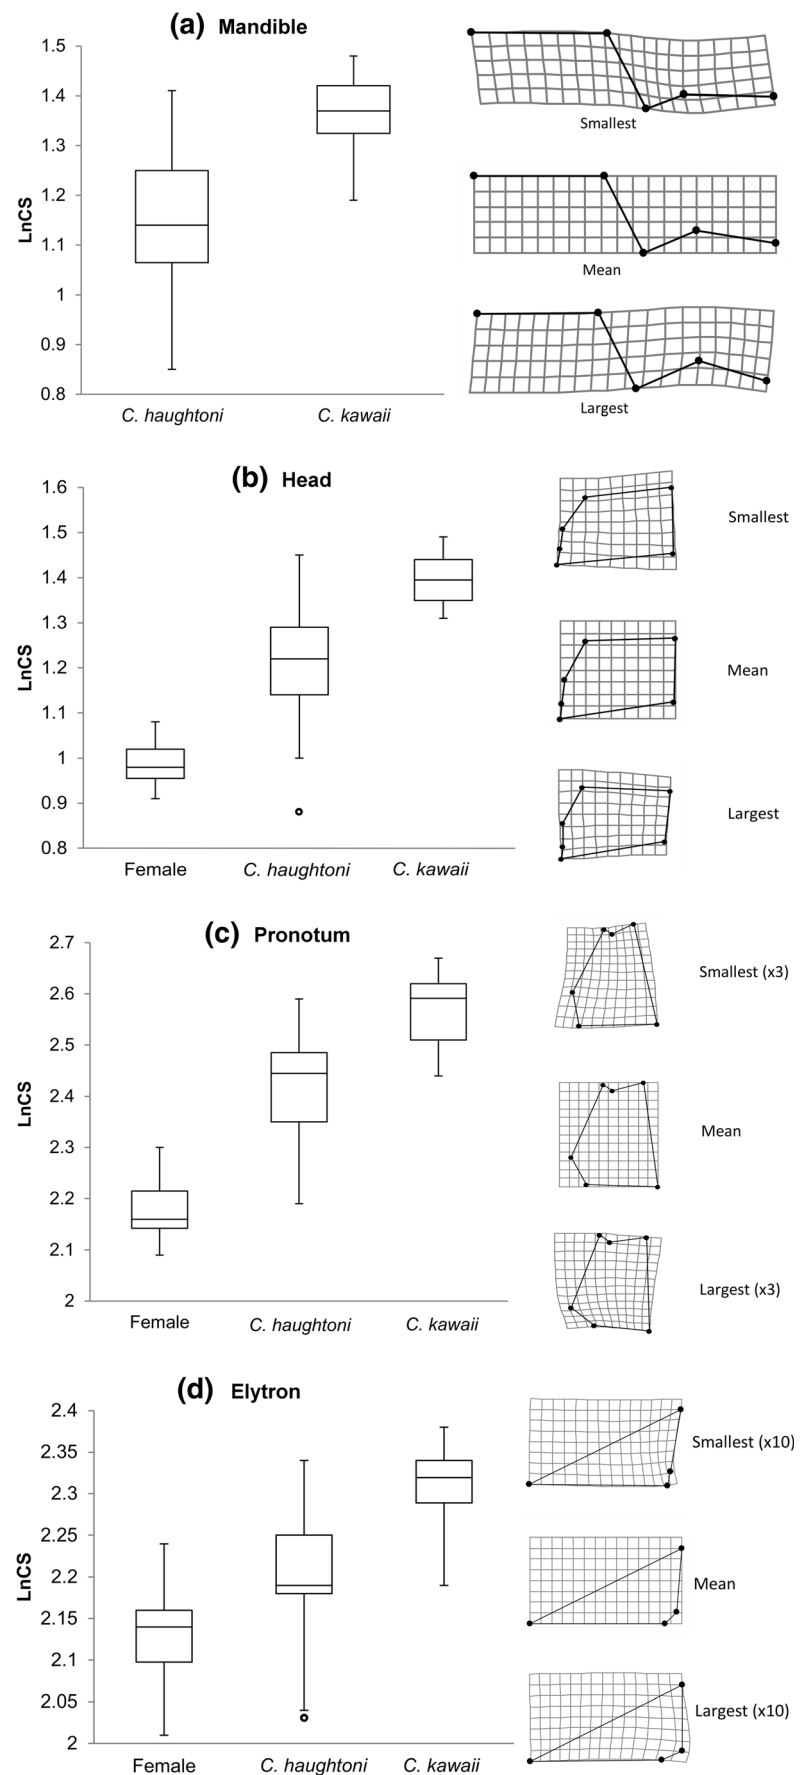 (a) Mandible
1.5
1.4
1.3
1.2
1.1
1
0.9
0.8
LnCS
C. haughtoni
C. kawaii
Smallest
Mean
Largest
(b) Head
1.6
1.5
1.4
1.3
1.2
1.1
1
0.9
0.8
LnCS
Female
C. haughtoni
C. kawaii
Smallest
Mean
Largest
(c) Pronotum
2.7
2.6
2.5
2.4
2.3
2.2
2.1
2
LnCS
Female
C. haughtoni
C. kawaii
Smallest (x3)
Mean
Largest (x3)
(d) Elytron
2.4
2.35
2.3
2.25
2.2
2.15
2.1
2.05
2
LnCS
Female
C. haughtoni
C. kawaii
Smallest (x10)
Mean
Largest (x10)